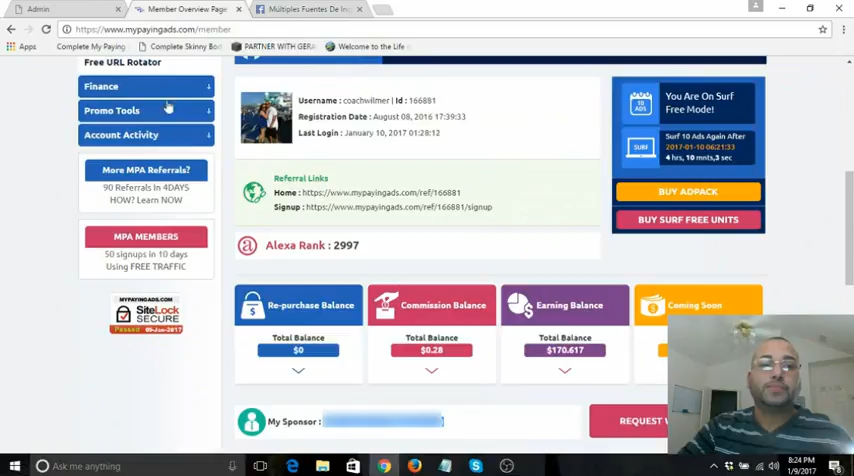 Admin
Member Overview Page
Múltiples Fuentes De In
https://www.mypayingads.com/member
Apps
Complete My Paying
Complete Skinny Bod
PARTNER WITH GERA
Welcome to the Life
Free URL Rotator
Finance
Promo Tools
Account Activity
More MPA Referrals?
90 Referrals In 4DAYS
HOW? Learn NOW
MPA MEMBERS
50 signups in 10 days
Using FREE TRAFFIC
MYPAYINGADS.COM
SiteLock
SECURE
Passed 09-Jan-2017
Username : coachwilmer | Id : 166881
Registration Date : August 08, 2016 17:39:33
Last Login : January 10, 2017 01:28:12
Referral Links
Home : https://www.mypayingads.com/ref/166881
Signup : https://www.mypayingads.com/ref/166881/signup
Alexa Rank : 2997
10
ADS
You Are On Surf
Free Mode!
SURF
Surf 10 Ads Again After
2017-01-10 06:21:33
4 hrs, 10 mnts,3 sec
BUY ADPACK
BUY SURF FREE UNITS
Re-purchase Balance
Total Balance
$0
Commission Balance
Total Balance
$0.28
Earning Balance
Total Balance
$170.617
Coming Soon
My Sponsor :
REQUEST
Ask me anything
8:24 PM
1/9/2017